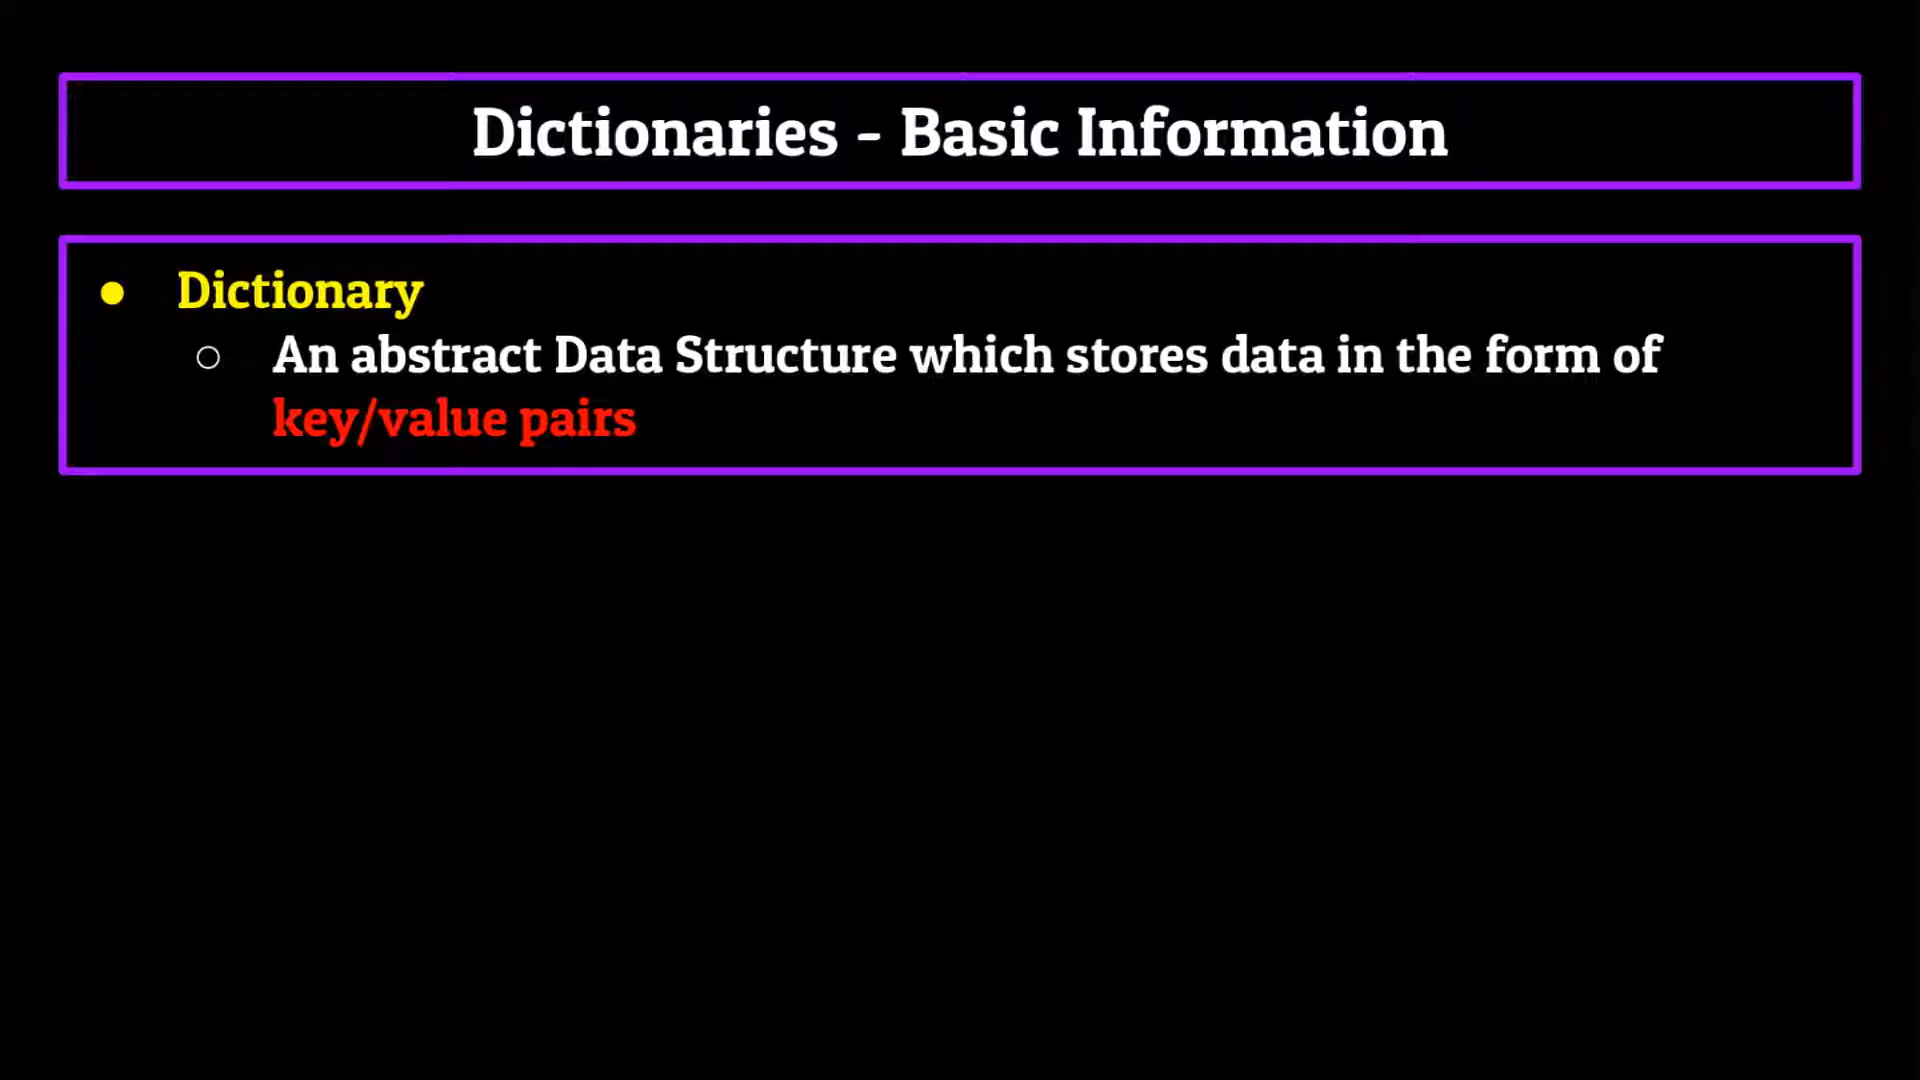 Dictionaries - Basic Information
● Dictionary
○ An abstract Data Structure which stores data in the form of
key/value pairs